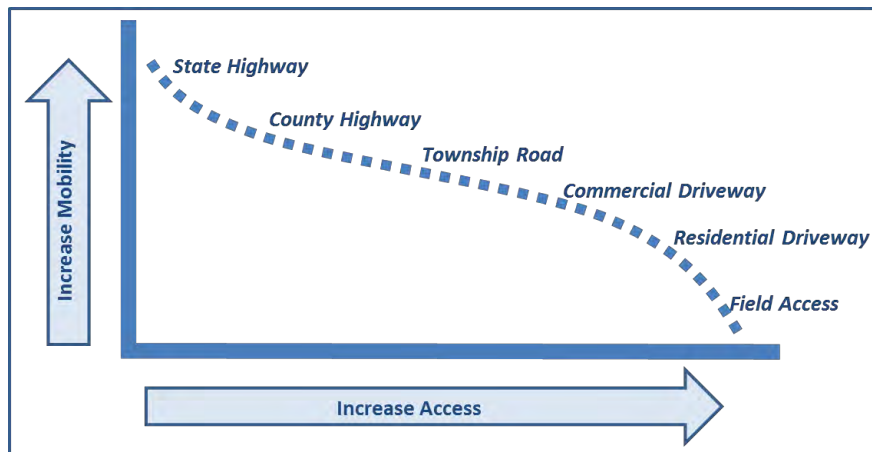 State Highway
County Highway
Township Road
Commercial Driveway
Residential Driveway
Field Access
Increase Mobility
Increase Access